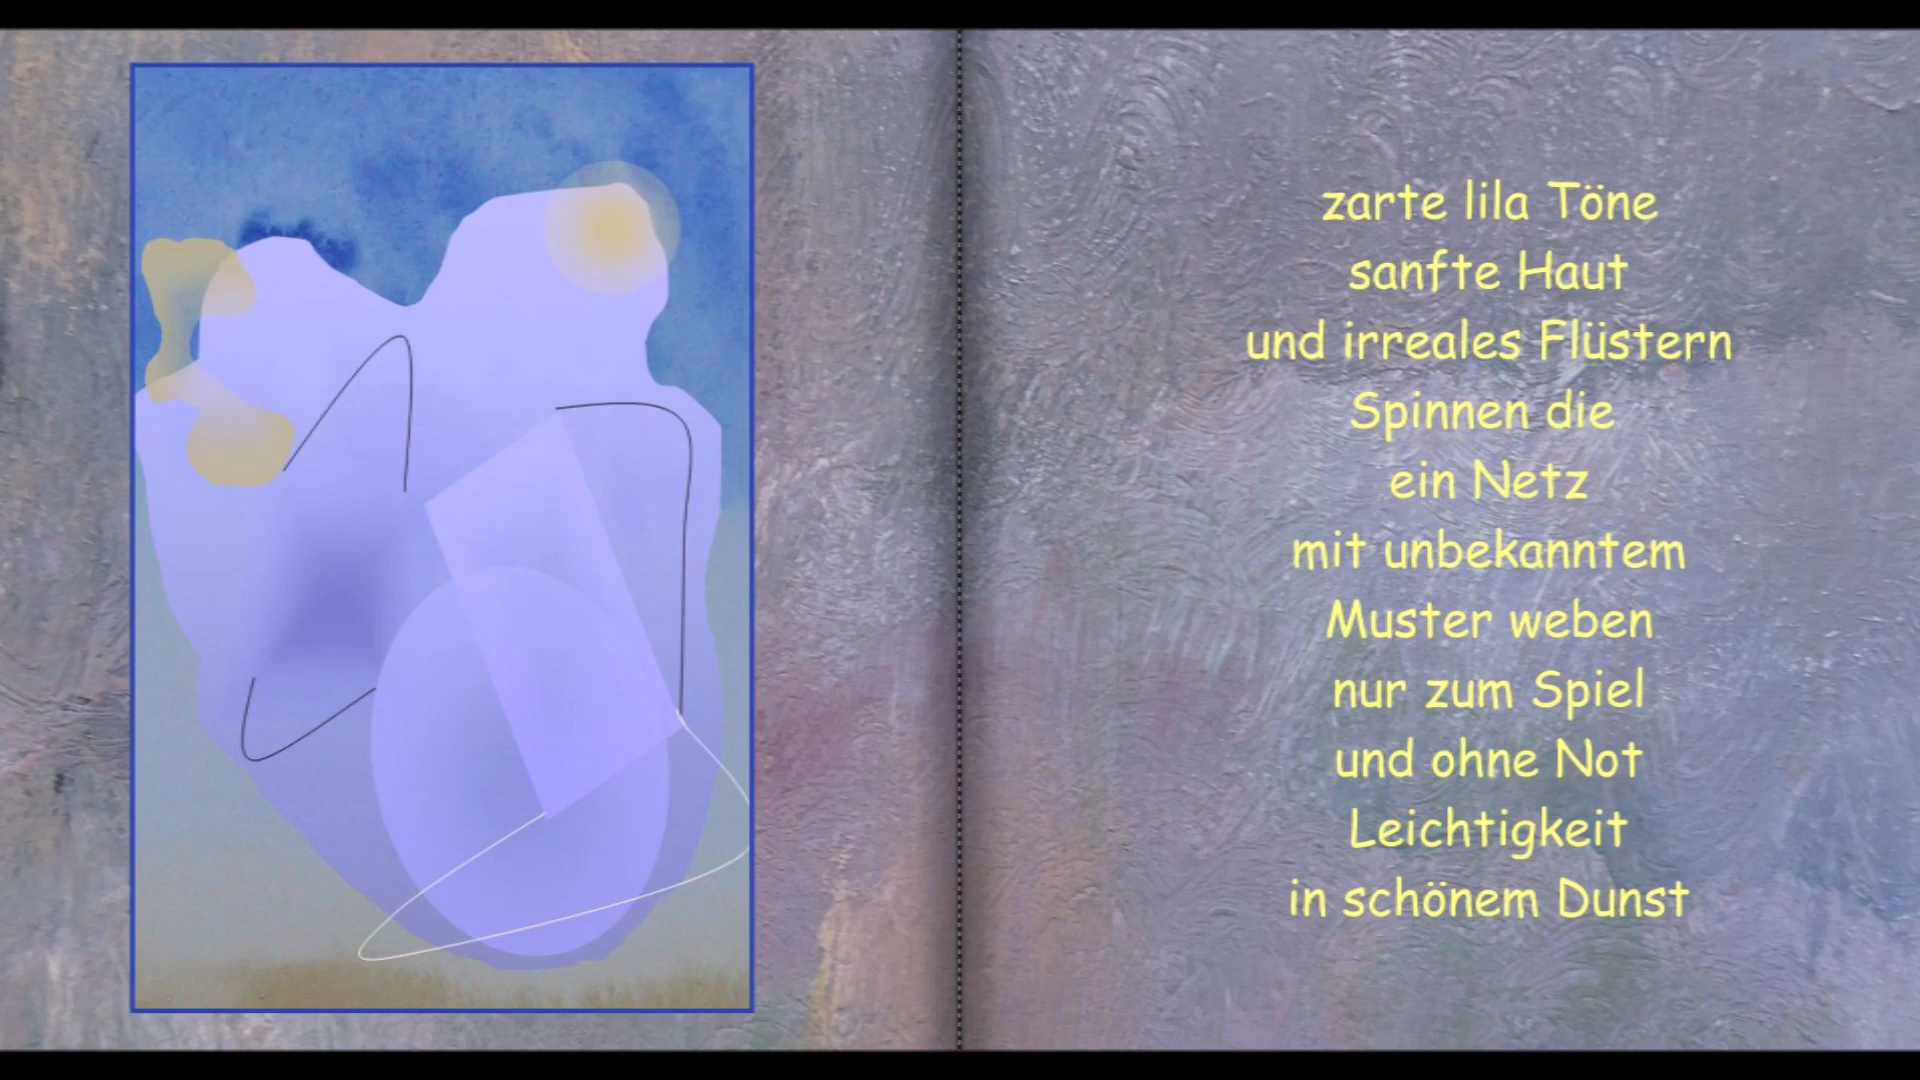 zarte lila Töne
sanfte Haut
und irreales Flüstern
Spinnen die
ein Netz
mit unbekanntem
Muster weben
nur zum Spiel
und ohne Not
Leichtigkeit
in schönem Dunst